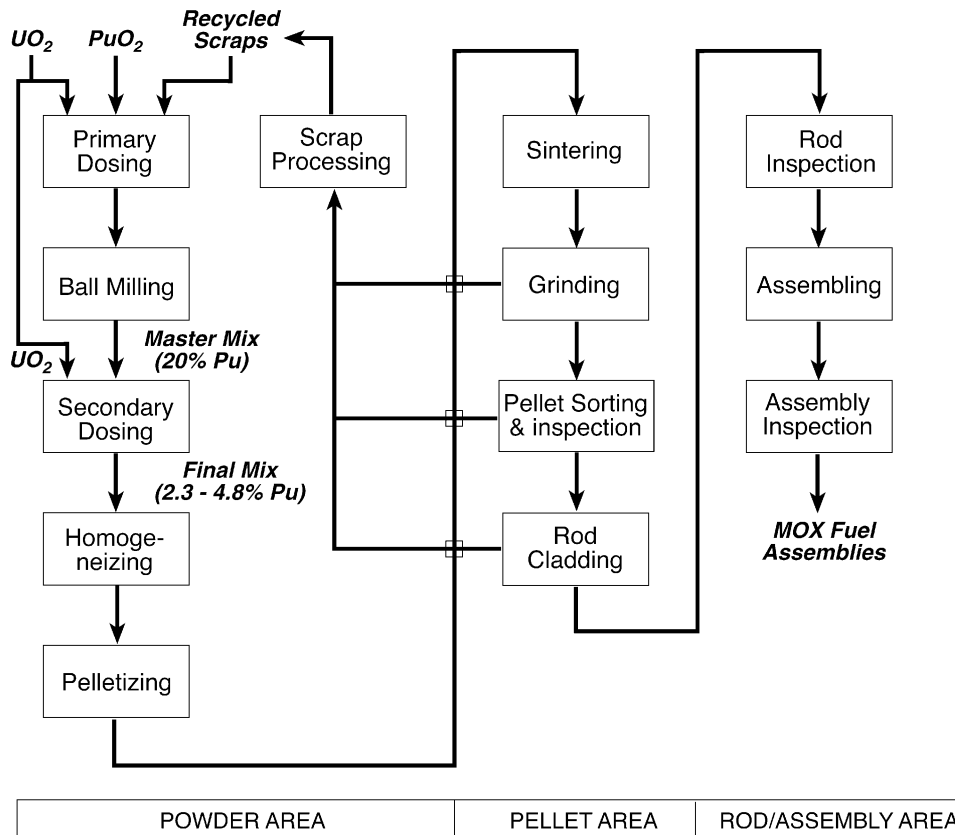 UO2
PuO2
Recycled
Scraps
Primary
Dosing
Scrap
Processing
Sintering
Rod
Inspection
Ball Milling
Grinding
Assembling
UO2
Master Mix
(20% Pu)
Secondary
Dosing
Pellet Sorting
& inspection
Assembly
Inspection
Final Mix
(2.3 - 4.8% Pu)
Homoge-
neizing
Rod
Cladding
MOX Fuel
Assemblies
Pelletizing
POWDER AREA
PELLET AREA
ROD/ASSEMBLY AREA